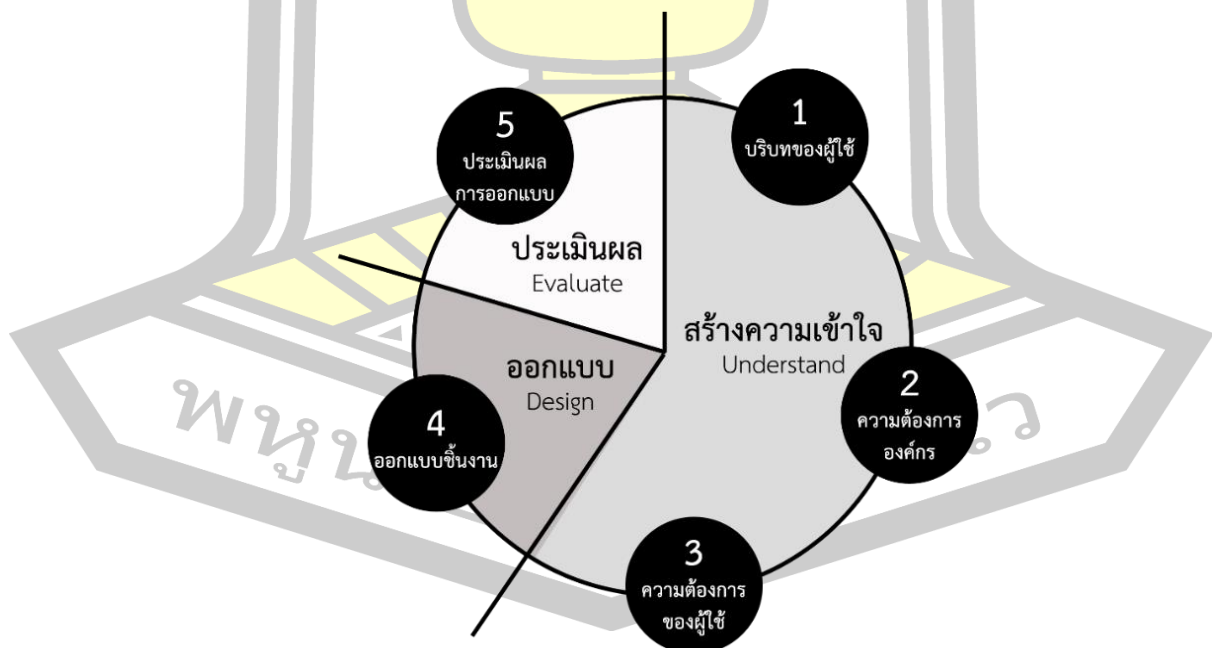 1
บริบทของผู้ใช้
5
ประเมินผล
การออกแบบ
ประเมินผล
Evaluate
สร้างความเข้าใจ
Understand
ออกแบบ
Design
2
ความต้องการ
องค์กร
4
ออกแบบชิ้นงาน
3
ความต้องการ
ของผู้ใช้